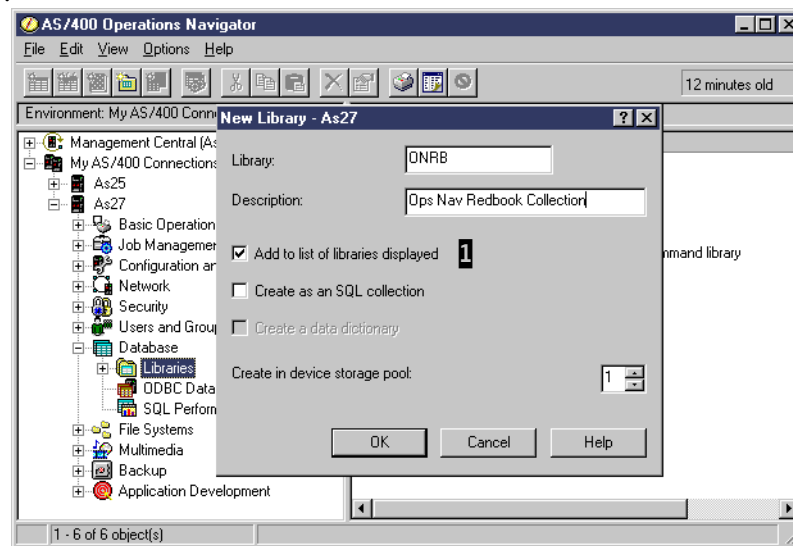 AS/400 Operations Navigator
File Edit View Options Help
12 minutes old
Environment: My AS/400 Conn
New Library - As27
Management Central (As
My AS/400 Connections
As25
As27
Basic Operation
Job Managemen
Configuration an
Network
Security
Users and Group
Database
Libraries
ODBC Data
SQL Perform
File Systems
Multimedia
Backup
Application Development
Library: ONRB
Description: Ops Nav Redbook Collection
Add to list of libraries displayed 1
Create as an SQL collection
Create a data dictionary
Create in device storage pool: 1
OK Cancel Help
mmand library
1 - 6 of 6 object(s)